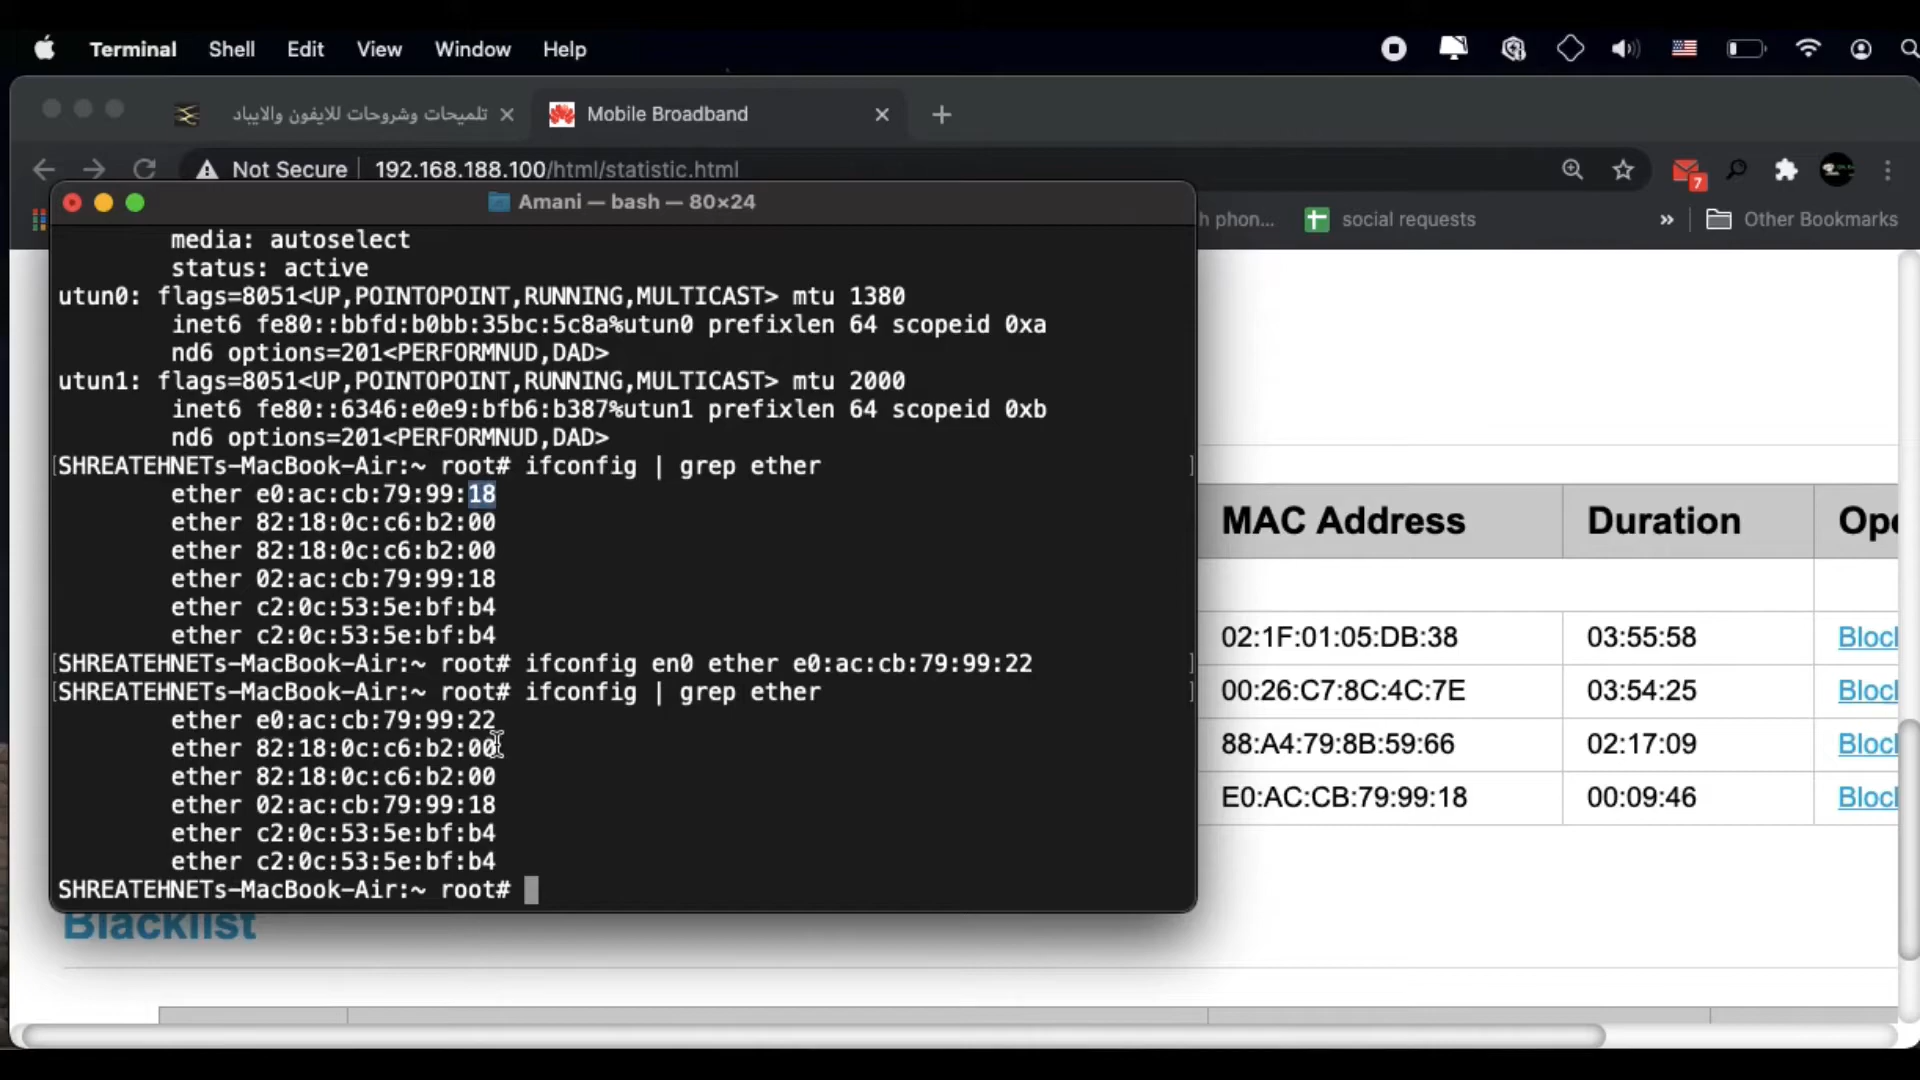 Terminal Shell Edit View Window Help
تلميحات وشروحات للايفون والايباد
Mobile Broadband
Not Secure 192.168.188.100/html/statistic.html
7
Amani — bash — 80×24
h phon...
social requests
» Other Bookmarks
media: autoselect
status: active
utun0: flags=8051<UP,POINTOPOINT,RUNNING,MULTICAST> mtu 1380
inet6 fe80::bbfd:b0bb:35bc:5c8a%utun0 prefixlen 64 scopeid 0xa
nd6 options=201<PERFORMNUD,DAD>
utun1: flags=8051<UP,POINTOPOINT,RUNNING,MULTICAST> mtu 2000
inet6 fe80::6346:e0e9:bfb6:b387%utun1 prefixlen 64 scopeid 0xb
nd6 options=201<PERFORMNUD,DAD>
[SHREATEHNETs-MacBook-Air:~ root# ifconfig | grep ether ]
ether e0:ac:cb:79:99:18
ether 82:18:0c:c6:b2:00
ether 82:18:0c:c6:b2:00
ether 02:ac:cb:79:99:18
ether c2:0c:53:5e:bf:b4
ether c2:0c:53:5e:bf:b4
[SHREATEHNETs-MacBook-Air:~ root# ifconfig en0 ether e0:ac:cb:79:99:22 ]
[SHREATEHNETs-MacBook-Air:~ root# ifconfig | grep ether ]
ether e0:ac:cb:79:99:22
ether 82:18:0c:c6:b2:00
ether 82:18:0c:c6:b2:00
ether 02:ac:cb:79:99:18
ether c2:0c:53:5e:bf:b4
ether c2:0c:53:5e:bf:b4
SHREATEHNETs-MacBook-Air:~ root#
MAC Address Duration Ope
02:1F:01:05:DB:38 03:55:58 Block
00:26:C7:8C:4C:7E 03:54:25 Block
88:A4:79:8B:59:66 02:17:09 Block
E0:AC:CB:79:99:18 00:09:46 Block
Blacklist